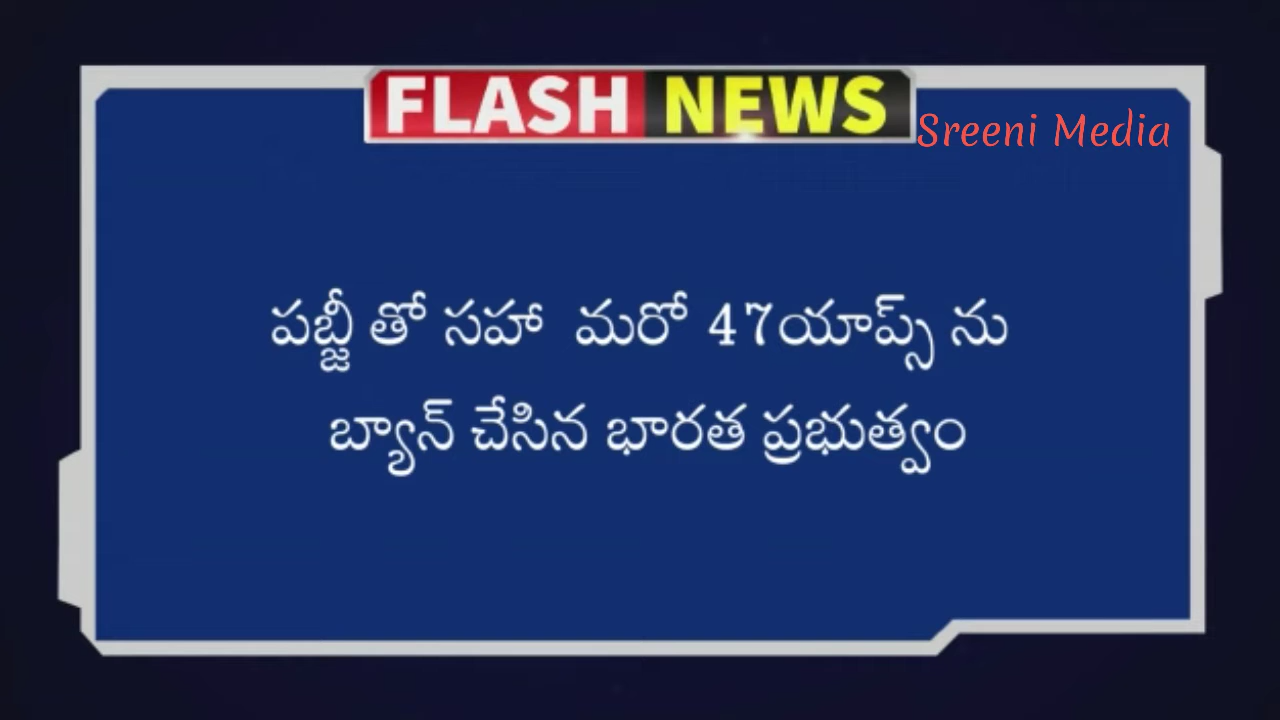 FLASH NEWS
Sreeni Media
పబ్జీ తో సహా మరో 47యాప్స్ ను
బ్యాన్ చేసిన భారత ప్రభుత్వం